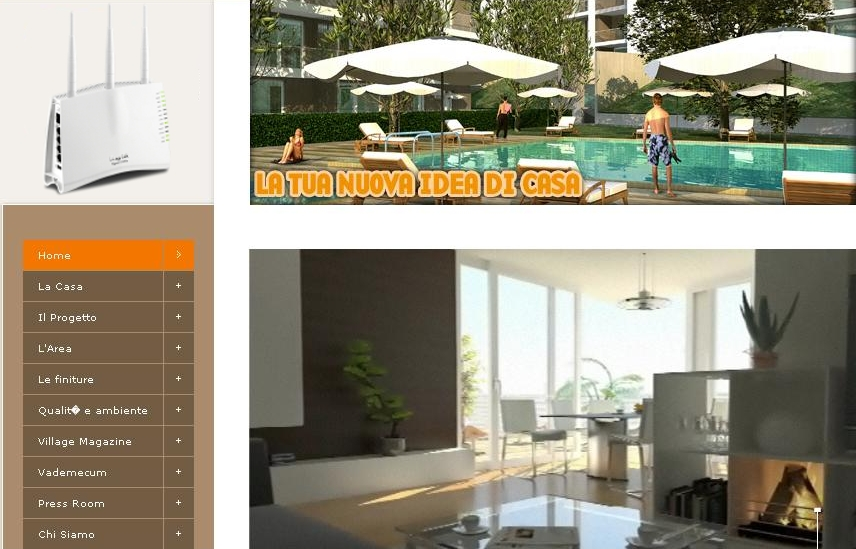 LA TUA NUOVA IDEA DI CASA
Home
La Casa
Il Progetto
L'Area
Le finiture
Qualit� e ambiente
Village Magazine
Vademecum
Press Room
Chi Siamo